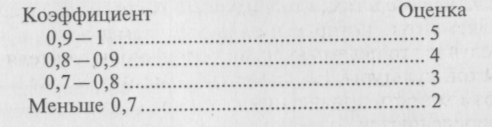 Коэффициент Оценка
0,9—1 ........................................................ 5
0,8—0,9 .................................................... 4
0,7—0,8 .................................................... 3
Меньше 0,7 ................................................ 2